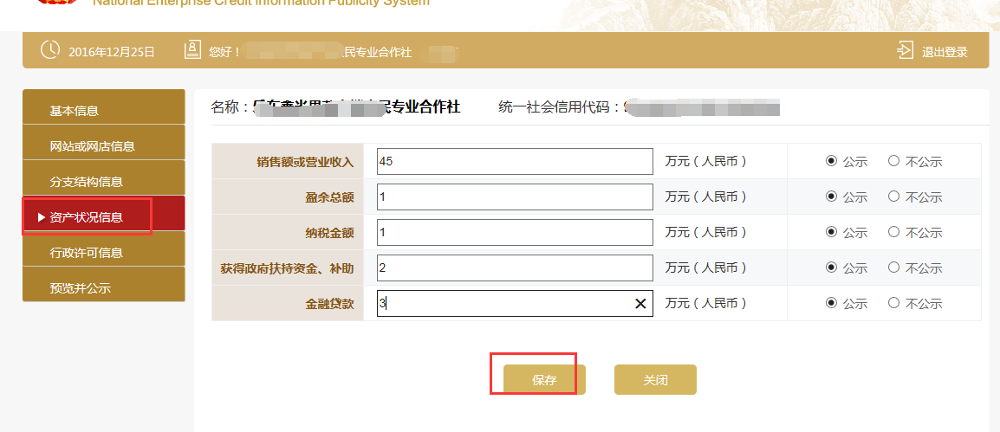 National Enterprise Credit Information Publicity System
2016年12月25日 您好！ 民专业合作社 退出登录
基本信息
网站或网店信息
分支结构信息
资产状况信息
行政许可信息
预览并公示
名称： 民专业合作社 统一社会信用代码：
销售额或营业收入 45 万元（人民币） 公示 不公示
盈余总额 1 万元（人民币） 公示 不公示
纳税金额 1 万元（人民币） 公示 不公示
获得政府扶持资金、补助 2 万元（人民币） 公示 不公示
金融贷款 3 万元（人民币） 公示 不公示
保存 关闭